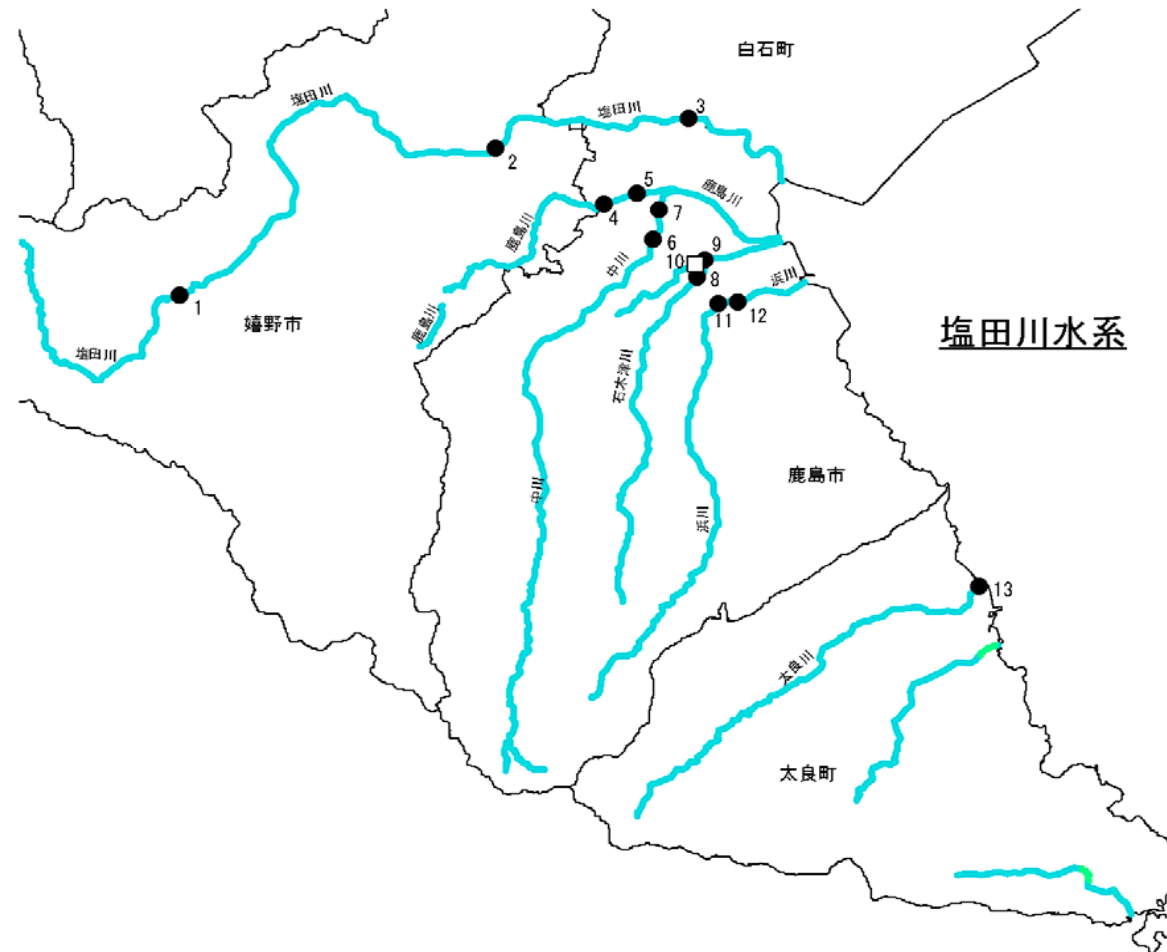 白石町
塩田川
塩田川
3
2
5
鹿島川
4
7
鹿島川
6
9
中川
10
8
浜川
1
11
12
嬉野市
鹿島川
塩田川水系
塩田川
石木津川
鹿島市
中川
浜川
13
太良川
太良町